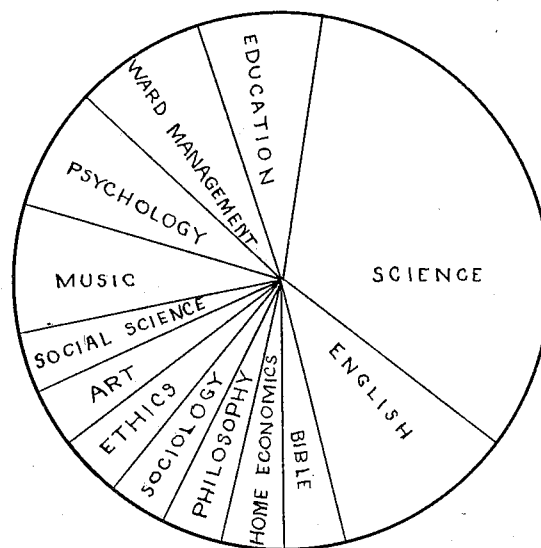 EDUCATION
WARD MANAGEMENT
PSYCHOLOGY
MUSIC
SOCIAL SCIENCE
ART
ETHICS
SOCIOLOGY
PHILOSOPHY
HOME ECONOMICS
BIBLE
ENGLISH
SCIENCE